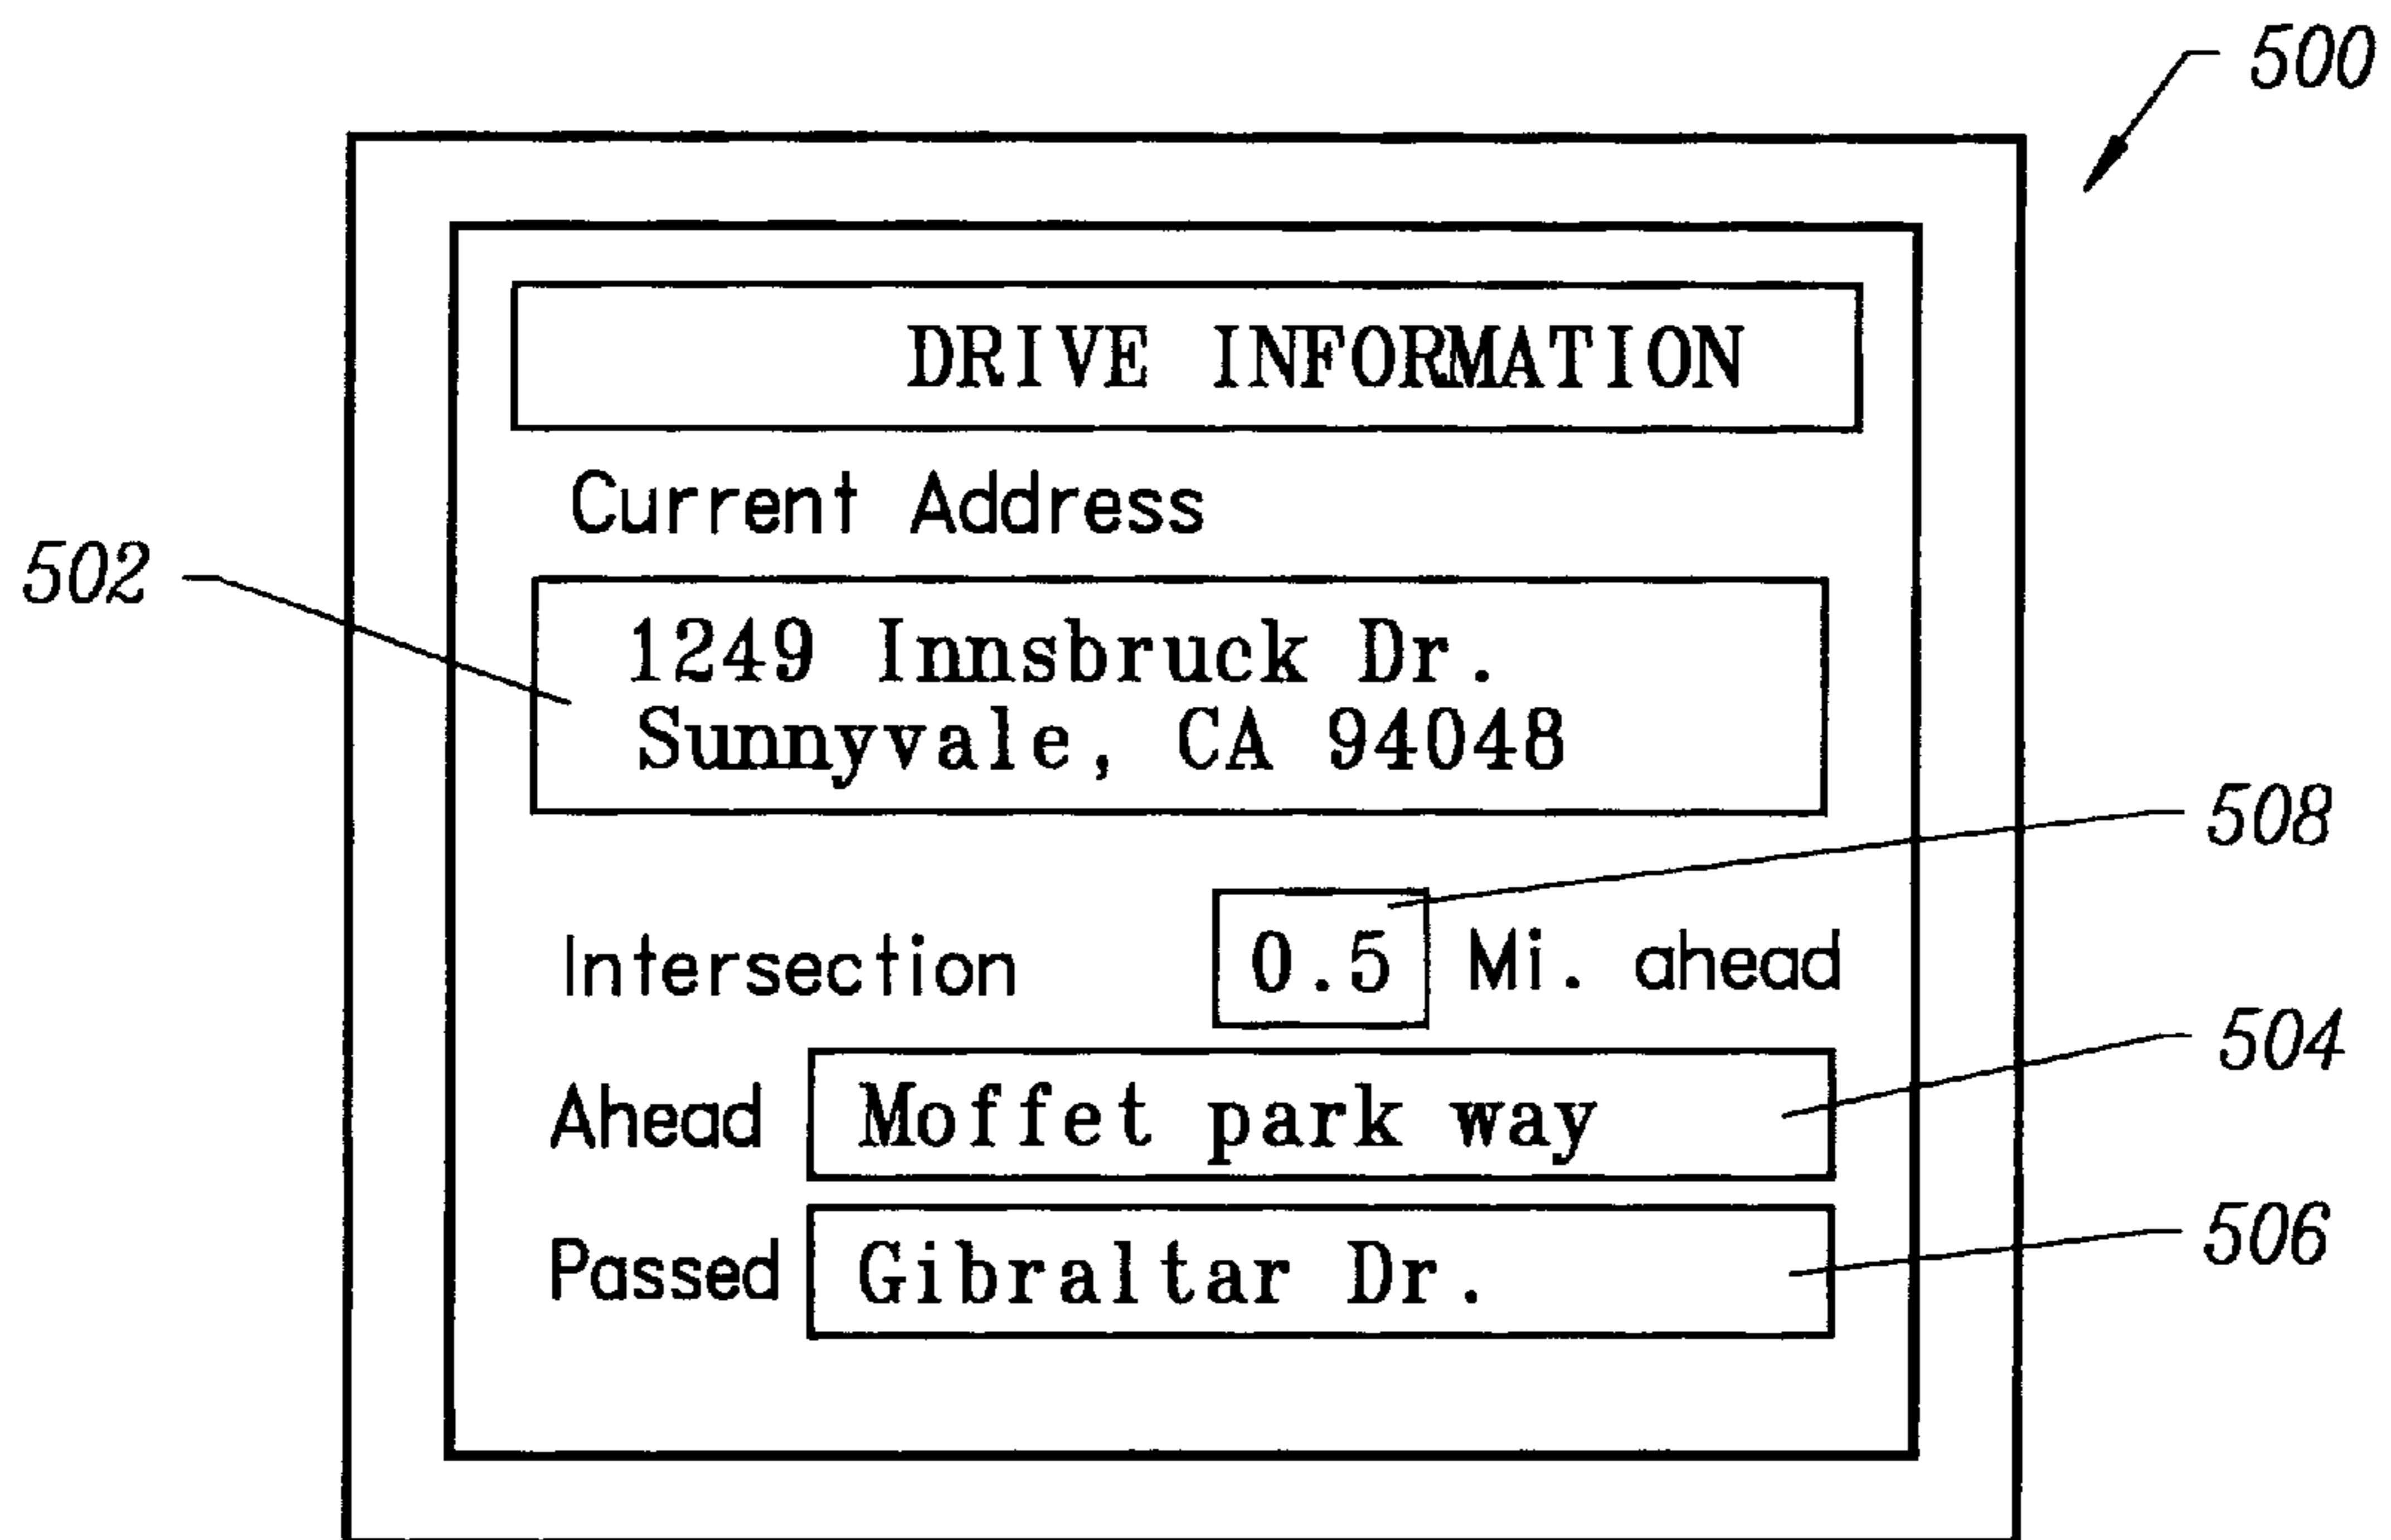 500
DRIVE INFORMATION
Current Address
502
1249 Innsbruck Dr.
Sunnyvale, CA 94048
508
Intersection 0.5 Mi. ahead
504
Ahead Moffet park way
Passed Gibraltar Dr.
506